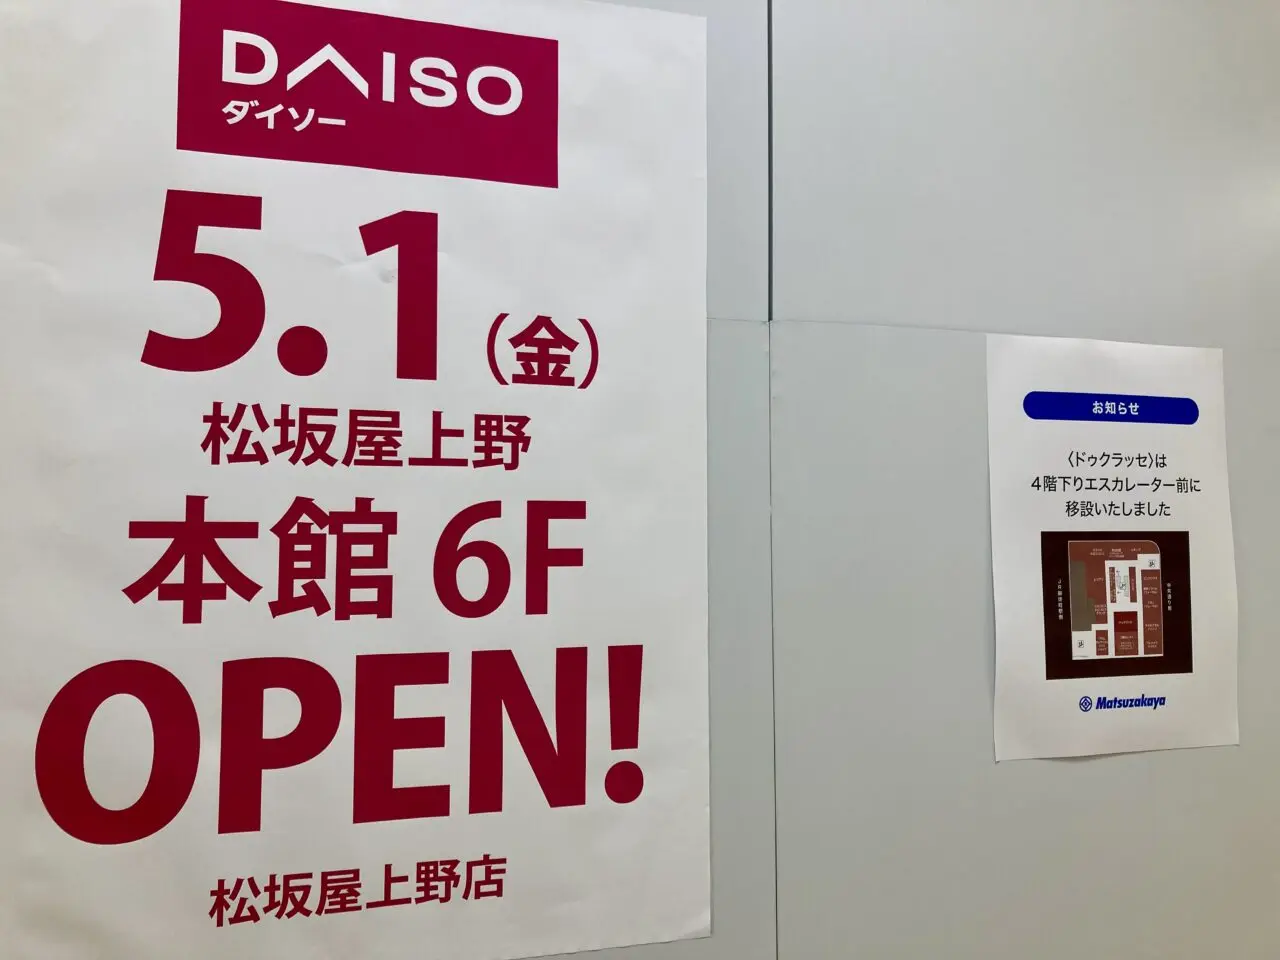 DAISO
ダイソー
5.1（金）
松坂屋上野
本館 6F
OPEN!
松坂屋上野店
お知らせ
〈ドゥクラッセ〉は
４階下りエスカレーター前に
移設いたしました
Matsuzakaya